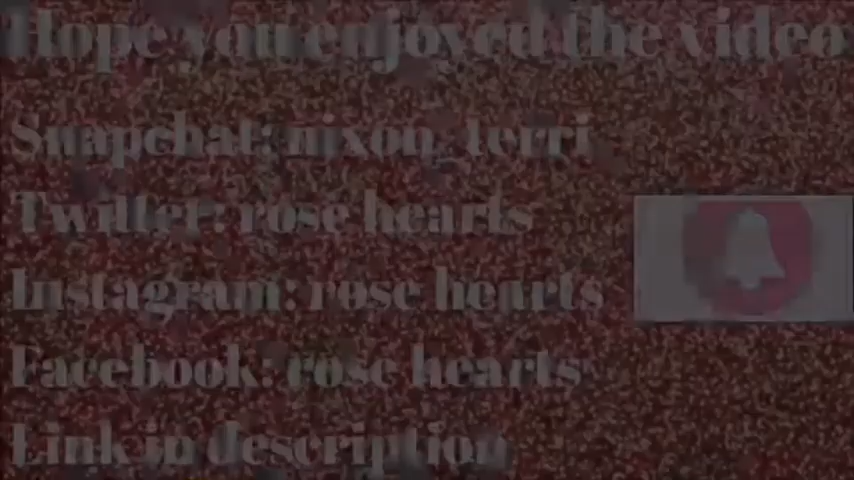 Hope you enjoyed the video
Snapchat: nixon_terri
Twitter: rose hearts
Instagram: rose hearts
Facebook: rose hearts
Link in description